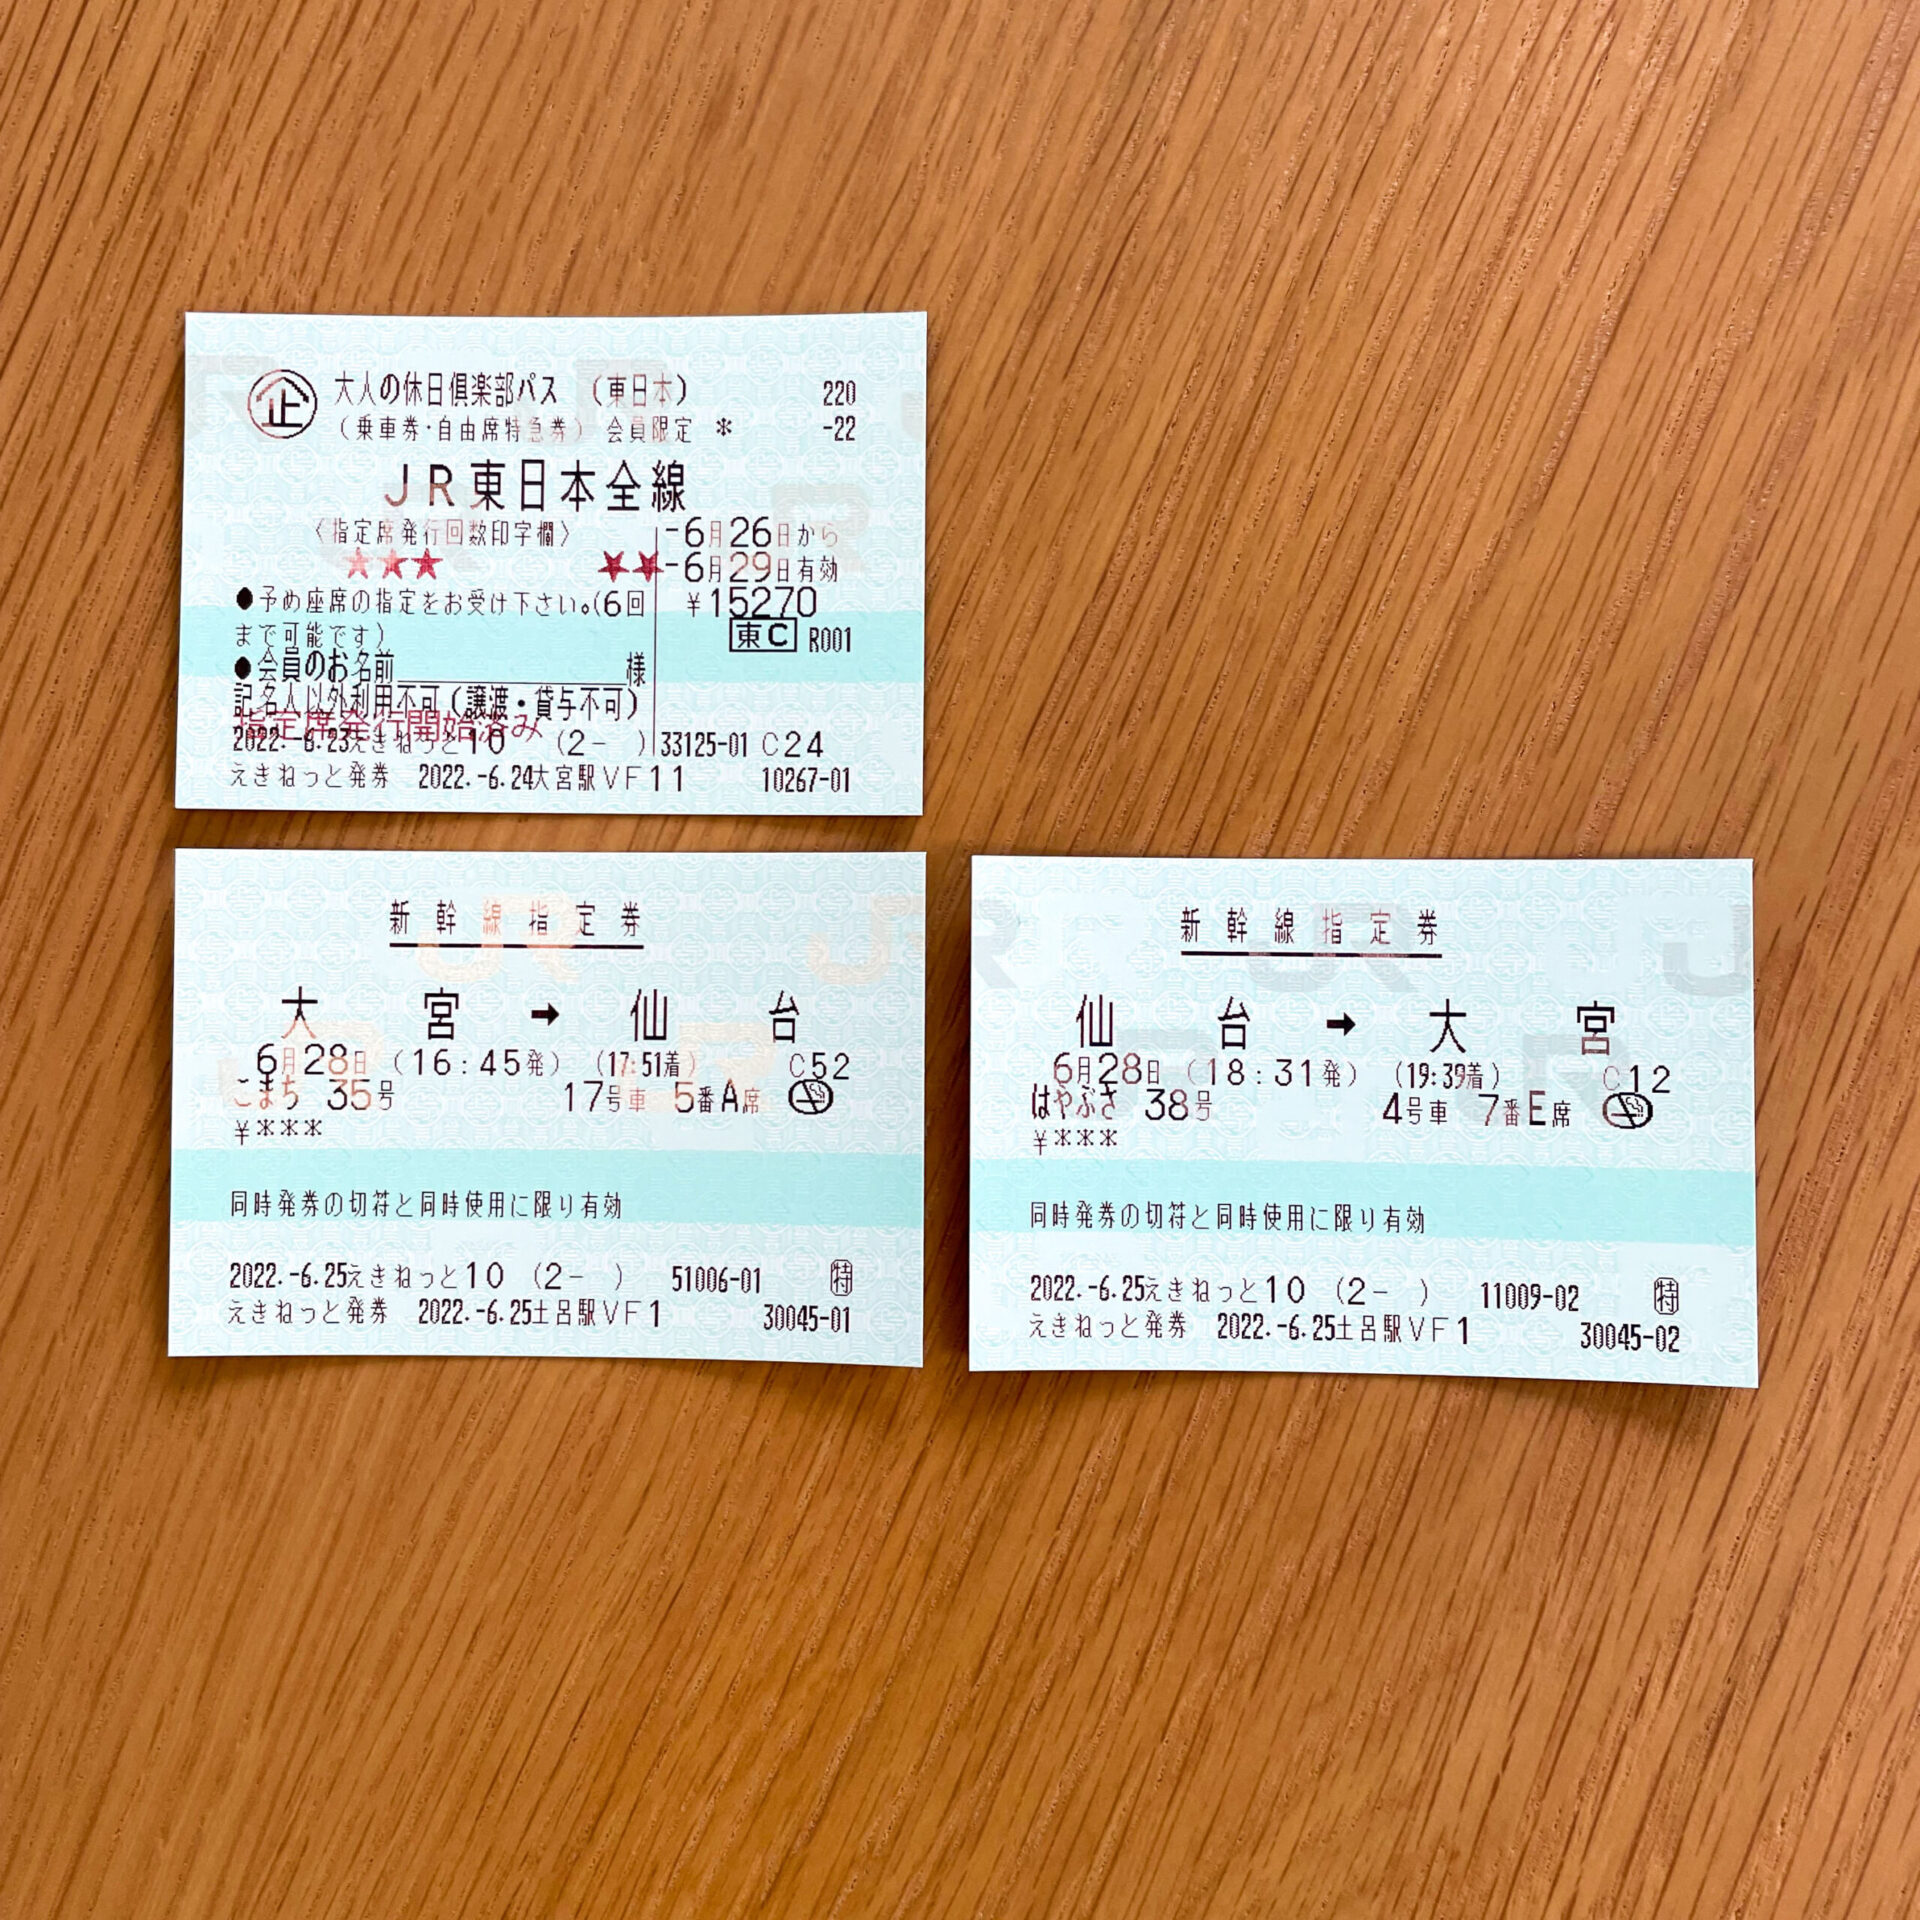 企 大人の休日倶楽部パス (東日本) 220
(乗車券・自由席特急券) 会員限定 * -22
JR東日本全線
〈指定席発行回数印字欄〉 -6月26日から
★★★ ★★ -6月29日有効
●予め座席の指定をお受け下さい。(6回 ¥15270
まで可能です) 東C R001
●会員のお名前 様
記名人以外利用不可(譲渡・貸与不可)
指定席発行開始済み
2022.-6.23えきねっと10 (2- ) 33125-01 C24
えきねっと発券 2022.-6.24大宮駅VF11 10267-01
新幹線指定券
大宮 → 仙台
6月28日 (16:45発) (17:51着) C52
こまち 35号 17号車 5番A席
¥***
同時発券の切符と同時使用に限り有効
2022.-6.25えきねっと10 (2- ) 51006-01 特
えきねっと発券 2022.-6.25土呂駅VF1 30045-01
新幹線指定券
仙台 → 大宮
6月28日 (18:31発) (19:39着) C12
はやぶさ 38号 4号車 7番E席
¥***
同時発券の切符と同時使用に限り有効
2022.-6.25えきねっと10 (2- ) 11009-02 特
えきねっと発券 2022.-6.25土呂駅VF1 30045-02